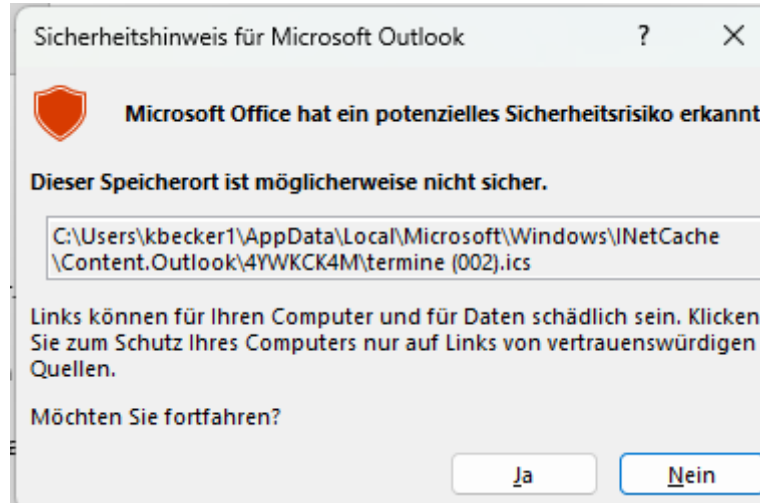 Sicherheitshinweis für Microsoft Outlook ? ×
Microsoft Office hat ein potenzielles Sicherheitsrisiko erkannt
Dieser Speicherort ist möglicherweise nicht sicher.
C:\Users\kbecker1\AppData\Local\Microsoft\Windows\INetCache
\Content.Outlook\4YWKCK4M\termine (002).ics
Links können für Ihren Computer und für Daten schädlich sein. Klicken
Sie zum Schutz Ihres Computers nur auf Links von vertrauenswürdigen
Quellen.
Möchten Sie fortfahren?
Ja Nein